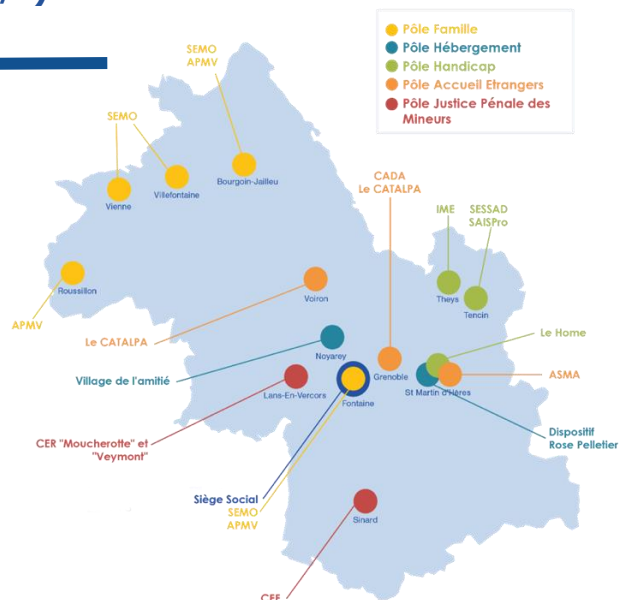 Pôle Famille
Pôle Hébergement
Pôle Handicap
Pôle Accueil Etrangers
Pôle Justice Pénale des
Mineurs
SEMO
APMV
SEMO
Bourgoin-Jailleu
Villefontaine
Vienne
CADA
Le CATALPA
IME
SESSAD
SAISPro
Roussillon
Voiron
Theys
Tencin
APMV
Le CATALPA
Le Home
Noyarey
Village de l'amitié
Grenoble
ASMA
Lans-En-Vercors
Fontaine
St Martin d'Hères
CER "Moucherotte" et
"Veymont"
Dispositif
Rose Pelletier
Siège Social
SEMO
APMV
Sinard